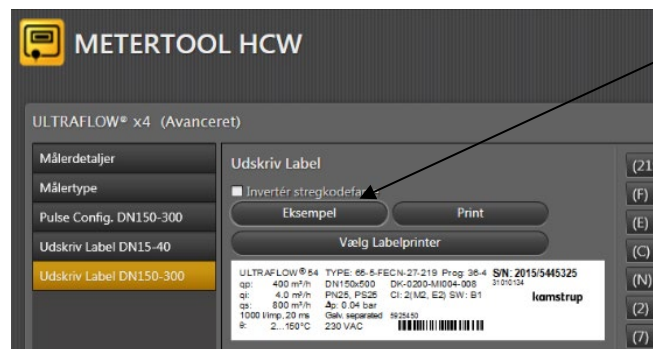 METERTOOL HCW
ULTRAFLOW® x4 (Avanceret)
Målerdetaljer
Målertype
Pulse Config. DN150-300
Udskriv Label DN15-40
Udskriv Label DN150-300
Udskriv Label
Invertér stregkodefarve
Eksempel
Print
Vælg Labelprinter
ULTRAFLOW® 54 TYPE: 65-5-FECN-27-219 Prog: 36-4 S/N: 2015/5445325
qp: 400 m³/h DN150x500 DK-0200-MI004-008 31010134
qi: 4.0 m³/h PN25, PS25 Cl: 2(M2, E2) SW: B1 kamstrup
qs: 800 m³/h Δp: 0.04 bar
1000 l/imp, 20 ms Galv. separated 5925450
θ: 2...150°C 230 VAC
(21
(F)
(E)
(C)
(N)
(2)
(7)